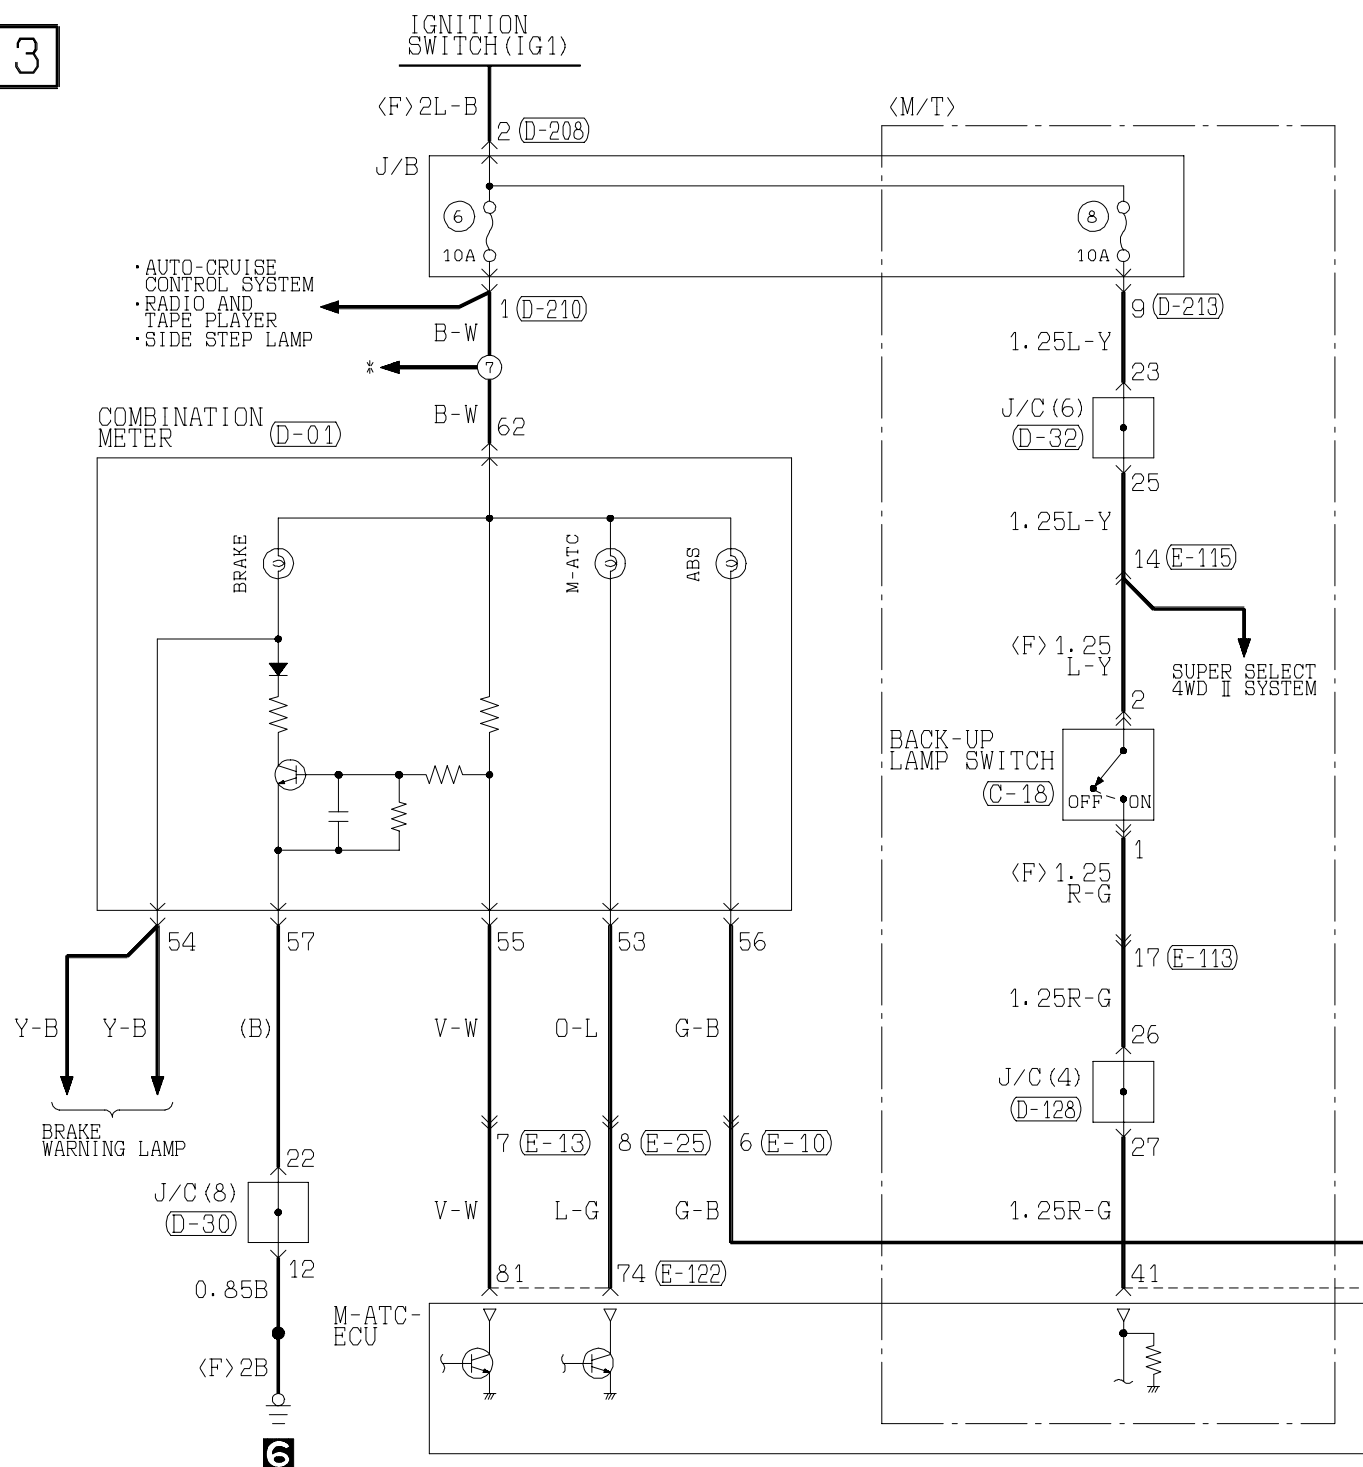 3
IGNITION
SWITCH(IG1)
<F>2L-B
2 D-208
<M/T>
J/B
6
10A
8
10A
・AUTO-CRUISE
CONTROL SYSTEM
・RADIO AND
TAPE PLAYER
・SIDE STEP LAMP
1 D-210
B-W
*
7
B-W
62
9 D-213
1.25L-Y
23
J/C(6)
D-32
25
1.25L-Y
14 E-115
<F>1.25
L-Y
SUPER SELECT
4WD Ⅱ SYSTEM
2
BACK-UP
LAMP SWITCH
C-18
OFF ON
1
<F>1.25
R-G
17 E-113
1.25R-G
26
J/C(4)
D-128
27
1.25R-G
41
COMBINATION
METER D-01
BRAKE
M-ATC
ABS
54
57
55
53
56
Y-B
Y-B
(B)
V-W
O-L
G-B
BRAKE
WARNING LAMP
7 E-13
8 E-25
6 E-10
22
J/C(8)
D-30
12
0.85B
<F>2B
6
V-W
L-G
G-B
81
74 E-122
M-ATC-
ECU